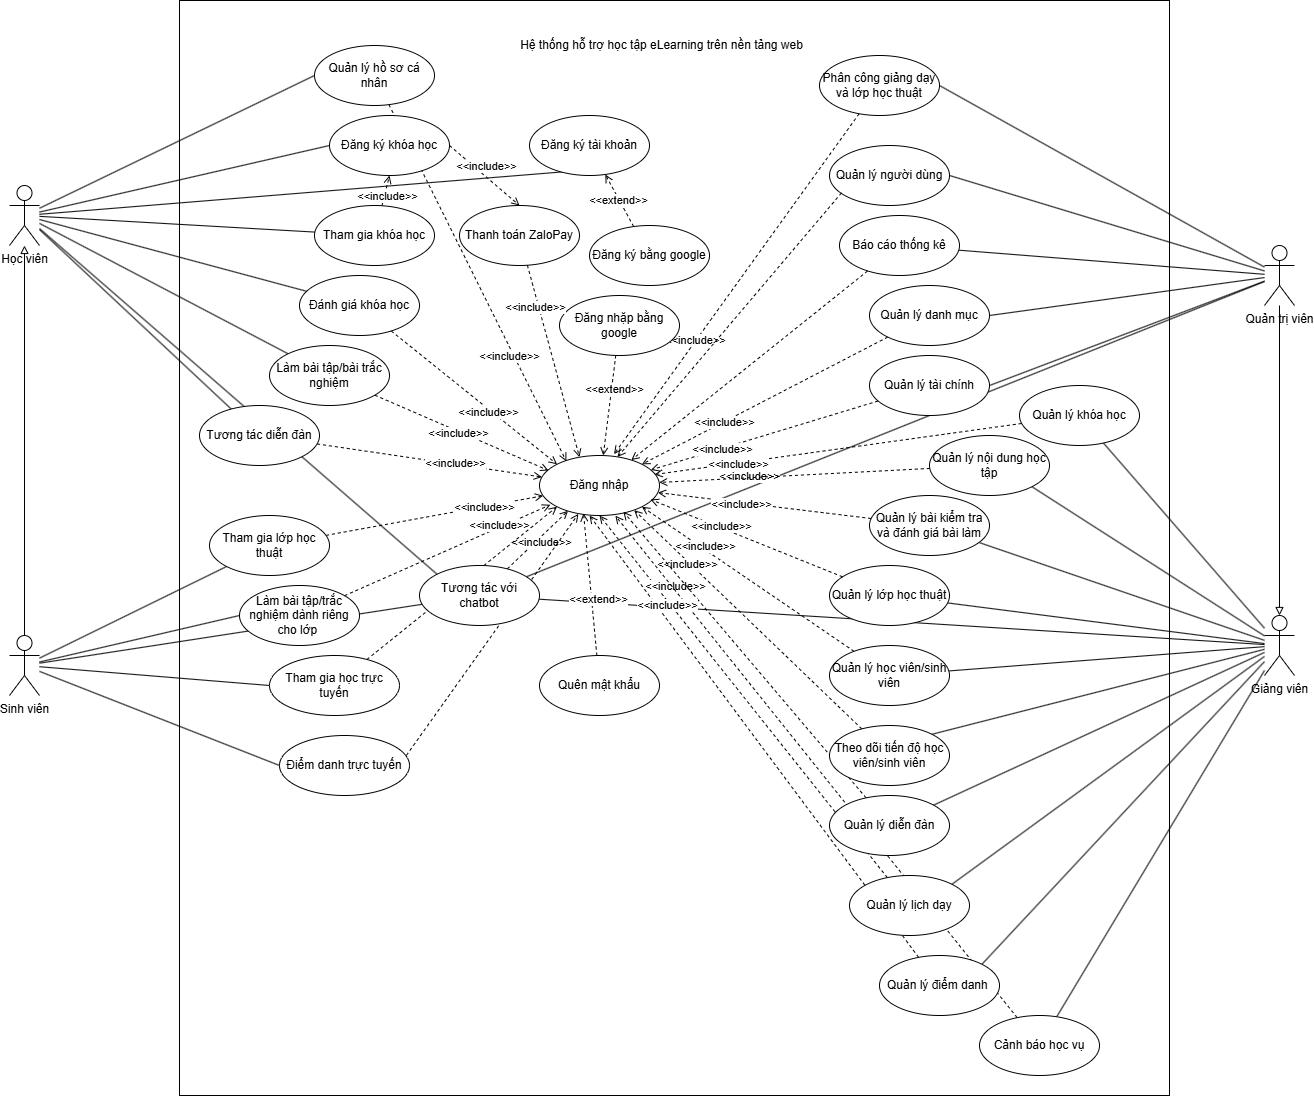 Hệ thống hỗ trợ học tập eLearning trên nền tảng web
Quản lý hồ sơ cá
nhân
Phân công giảng dạy
và lớp học thuật
Đăng ký khóa học
Đăng ký tài khoản
<<include>>
Quản lý người dùng
<<include>>
<<extend>>
Học viên
Tham gia khóa học
Thanh toán ZaloPay
Đăng ký bằng google
Báo cáo thống kê
Đánh giá khóa học
<<include>>
Đăng nhập bằng
google
Quản lý danh mục
Quản trị viên
<<include>>
<<include>>
Làm bài tập/bài trắc
nghiệm
<<extend>>
Quản lý tài chính
<<include>>
<<include>>
Quản lý khóa học
Tương tác diễn đàn
<<include>>
<<include>>
<<include>>
<<include>>
<<include>>
Quản lý nội dung học
tập
Đăng nhập
<<include>>
<<include>>
Quản lý bài kiểm tra
và đánh giá bài làm
Tham gia lớp học
thuật
<<include>>
<<include>>
<<include>>
<<include>>
<<include>>
Tương tác với
chatbot
<<include>>
<<extend>>
<<include>>
Quản lý lớp học thuật
Làm bài tập/trắc
nghiệm dành riêng
cho lớp
Quản lý học viên/sinh
viên
Tham gia học trực
tuyến
Quên mật khẩu
Giảng viên
Sinh viên
Theo dõi tiến độ học
viên/sinh viên
Điểm danh trực tuyến
Quản lý diễn đàn
Quản lý lịch dạy
Quản lý điểm danh
Cảnh báo học vụ